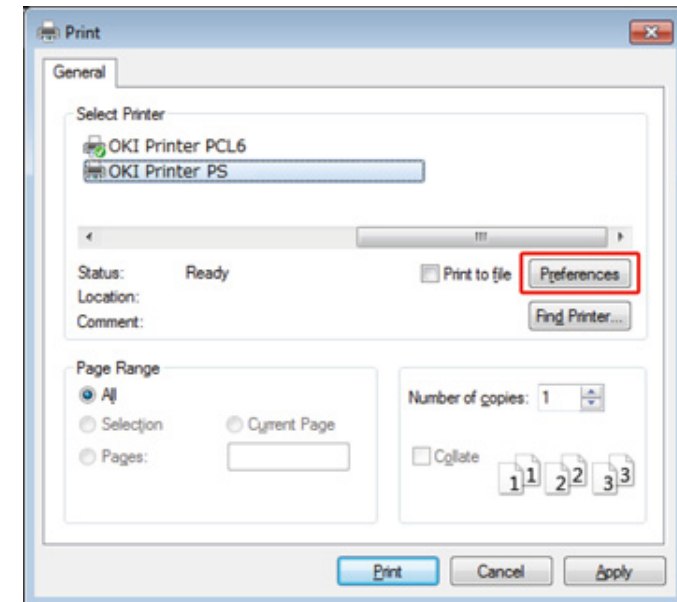 Print
General
Select Printer
OKI Printer PCL6
OKI Printer PS
Status: Ready Print to file Preferences
Location:
Comment: Find Printer...
Page Range
All Number of copies: 1
Selection Current Page
Pages: Collate
1 1 2 2 3 3
Print Cancel Apply